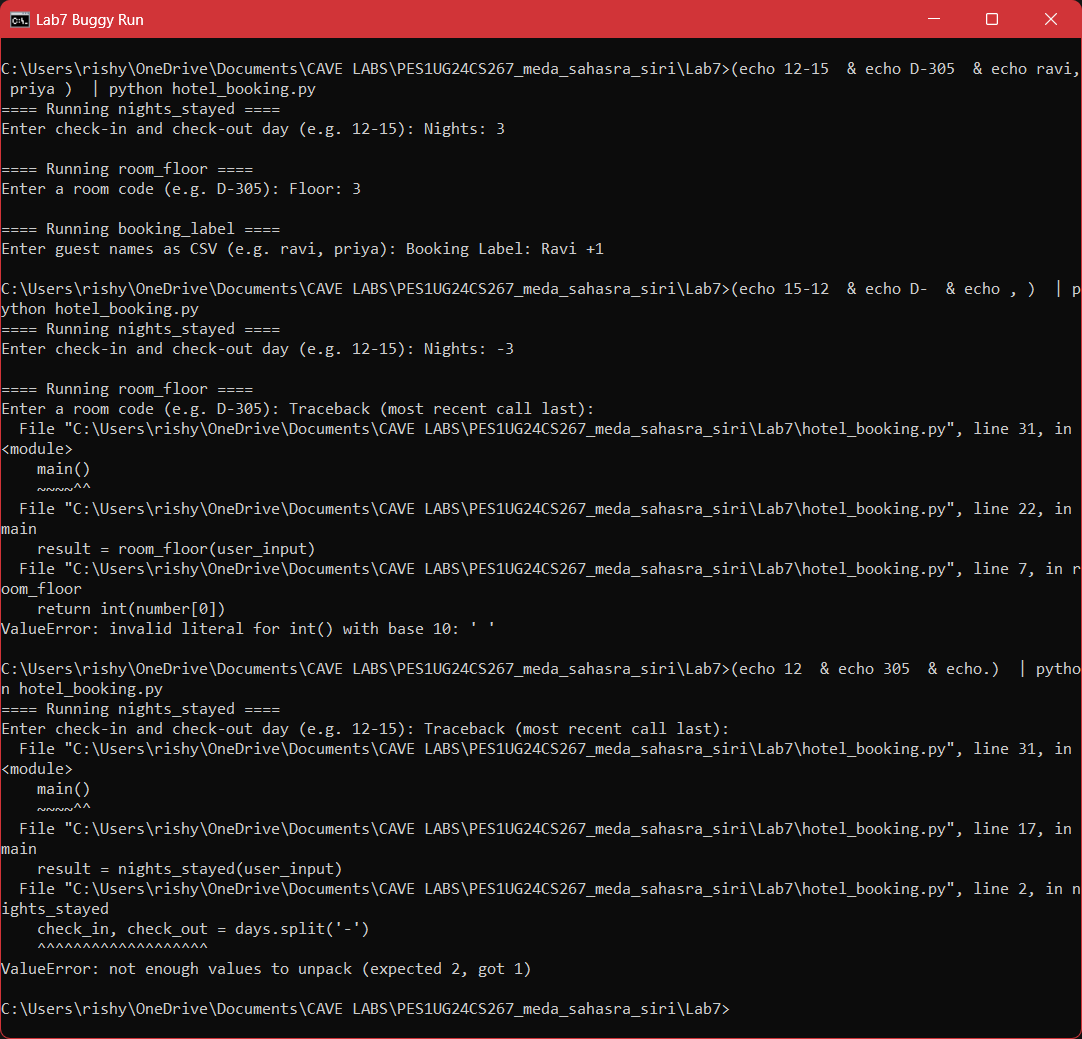 Lab7 Buggy Run
C:\Users\rishy\OneDrive\Documents\CAVE LABS\PES1UG24CS267_meda_sahasra_siri\Lab7>(echo 12-15  & echo D-305  & echo ravi,
 priya )  | python hotel_booking.py
==== Running nights_stayed ====
Enter check-in and check-out day (e.g. 12-15): Nights: 3

==== Running room_floor ====
Enter a room code (e.g. D-305): Floor: 3

==== Running booking_label ====
Enter guest names as CSV (e.g. ravi, priya): Booking Label: Ravi +1

C:\Users\rishy\OneDrive\Documents\CAVE LABS\PES1UG24CS267_meda_sahasra_siri\Lab7>(echo 15-12  & echo D-  & echo , )  | p
ython hotel_booking.py
==== Running nights_stayed ====
Enter check-in and check-out day (e.g. 12-15): Nights: -3

==== Running room_floor ====
Enter a room code (e.g. D-305): Traceback (most recent call last):
  File "C:\Users\rishy\OneDrive\Documents\CAVE LABS\PES1UG24CS267_meda_sahasra_siri\Lab7\hotel_booking.py", line 31, in
<module>
    main()
    ~~~~^^
  File "C:\Users\rishy\OneDrive\Documents\CAVE LABS\PES1UG24CS267_meda_sahasra_siri\Lab7\hotel_booking.py", line 22, in
main
    result = room_floor(user_input)
  File "C:\Users\rishy\OneDrive\Documents\CAVE LABS\PES1UG24CS267_meda_sahasra_siri\Lab7\hotel_booking.py", line 7, in r
oom_floor
    return int(number[0])
ValueError: invalid literal for int() with base 10: ' '

C:\Users\rishy\OneDrive\Documents\CAVE LABS\PES1UG24CS267_meda_sahasra_siri\Lab7>(echo 12  & echo 305  & echo.)  | pytho
n hotel_booking.py
==== Running nights_stayed ====
Enter check-in and check-out day (e.g. 12-15): Traceback (most recent call last):
  File "C:\Users\rishy\OneDrive\Documents\CAVE LABS\PES1UG24CS267_meda_sahasra_siri\Lab7\hotel_booking.py", line 31, in
<module>
    main()
    ~~~~^^
  File "C:\Users\rishy\OneDrive\Documents\CAVE LABS\PES1UG24CS267_meda_sahasra_siri\Lab7\hotel_booking.py", line 17, in
main
    result = nights_stayed(user_input)
  File "C:\Users\rishy\OneDrive\Documents\CAVE LABS\PES1UG24CS267_meda_sahasra_siri\Lab7\hotel_booking.py", line 2, in n
ights_stayed
    check_in, check_out = days.split('-')
    ^^^^^^^^^^^^^^^^^^^
ValueError: not enough values to unpack (expected 2, got 1)

C:\Users\rishy\OneDrive\Documents\CAVE LABS\PES1UG24CS267_meda_sahasra_siri\Lab7>